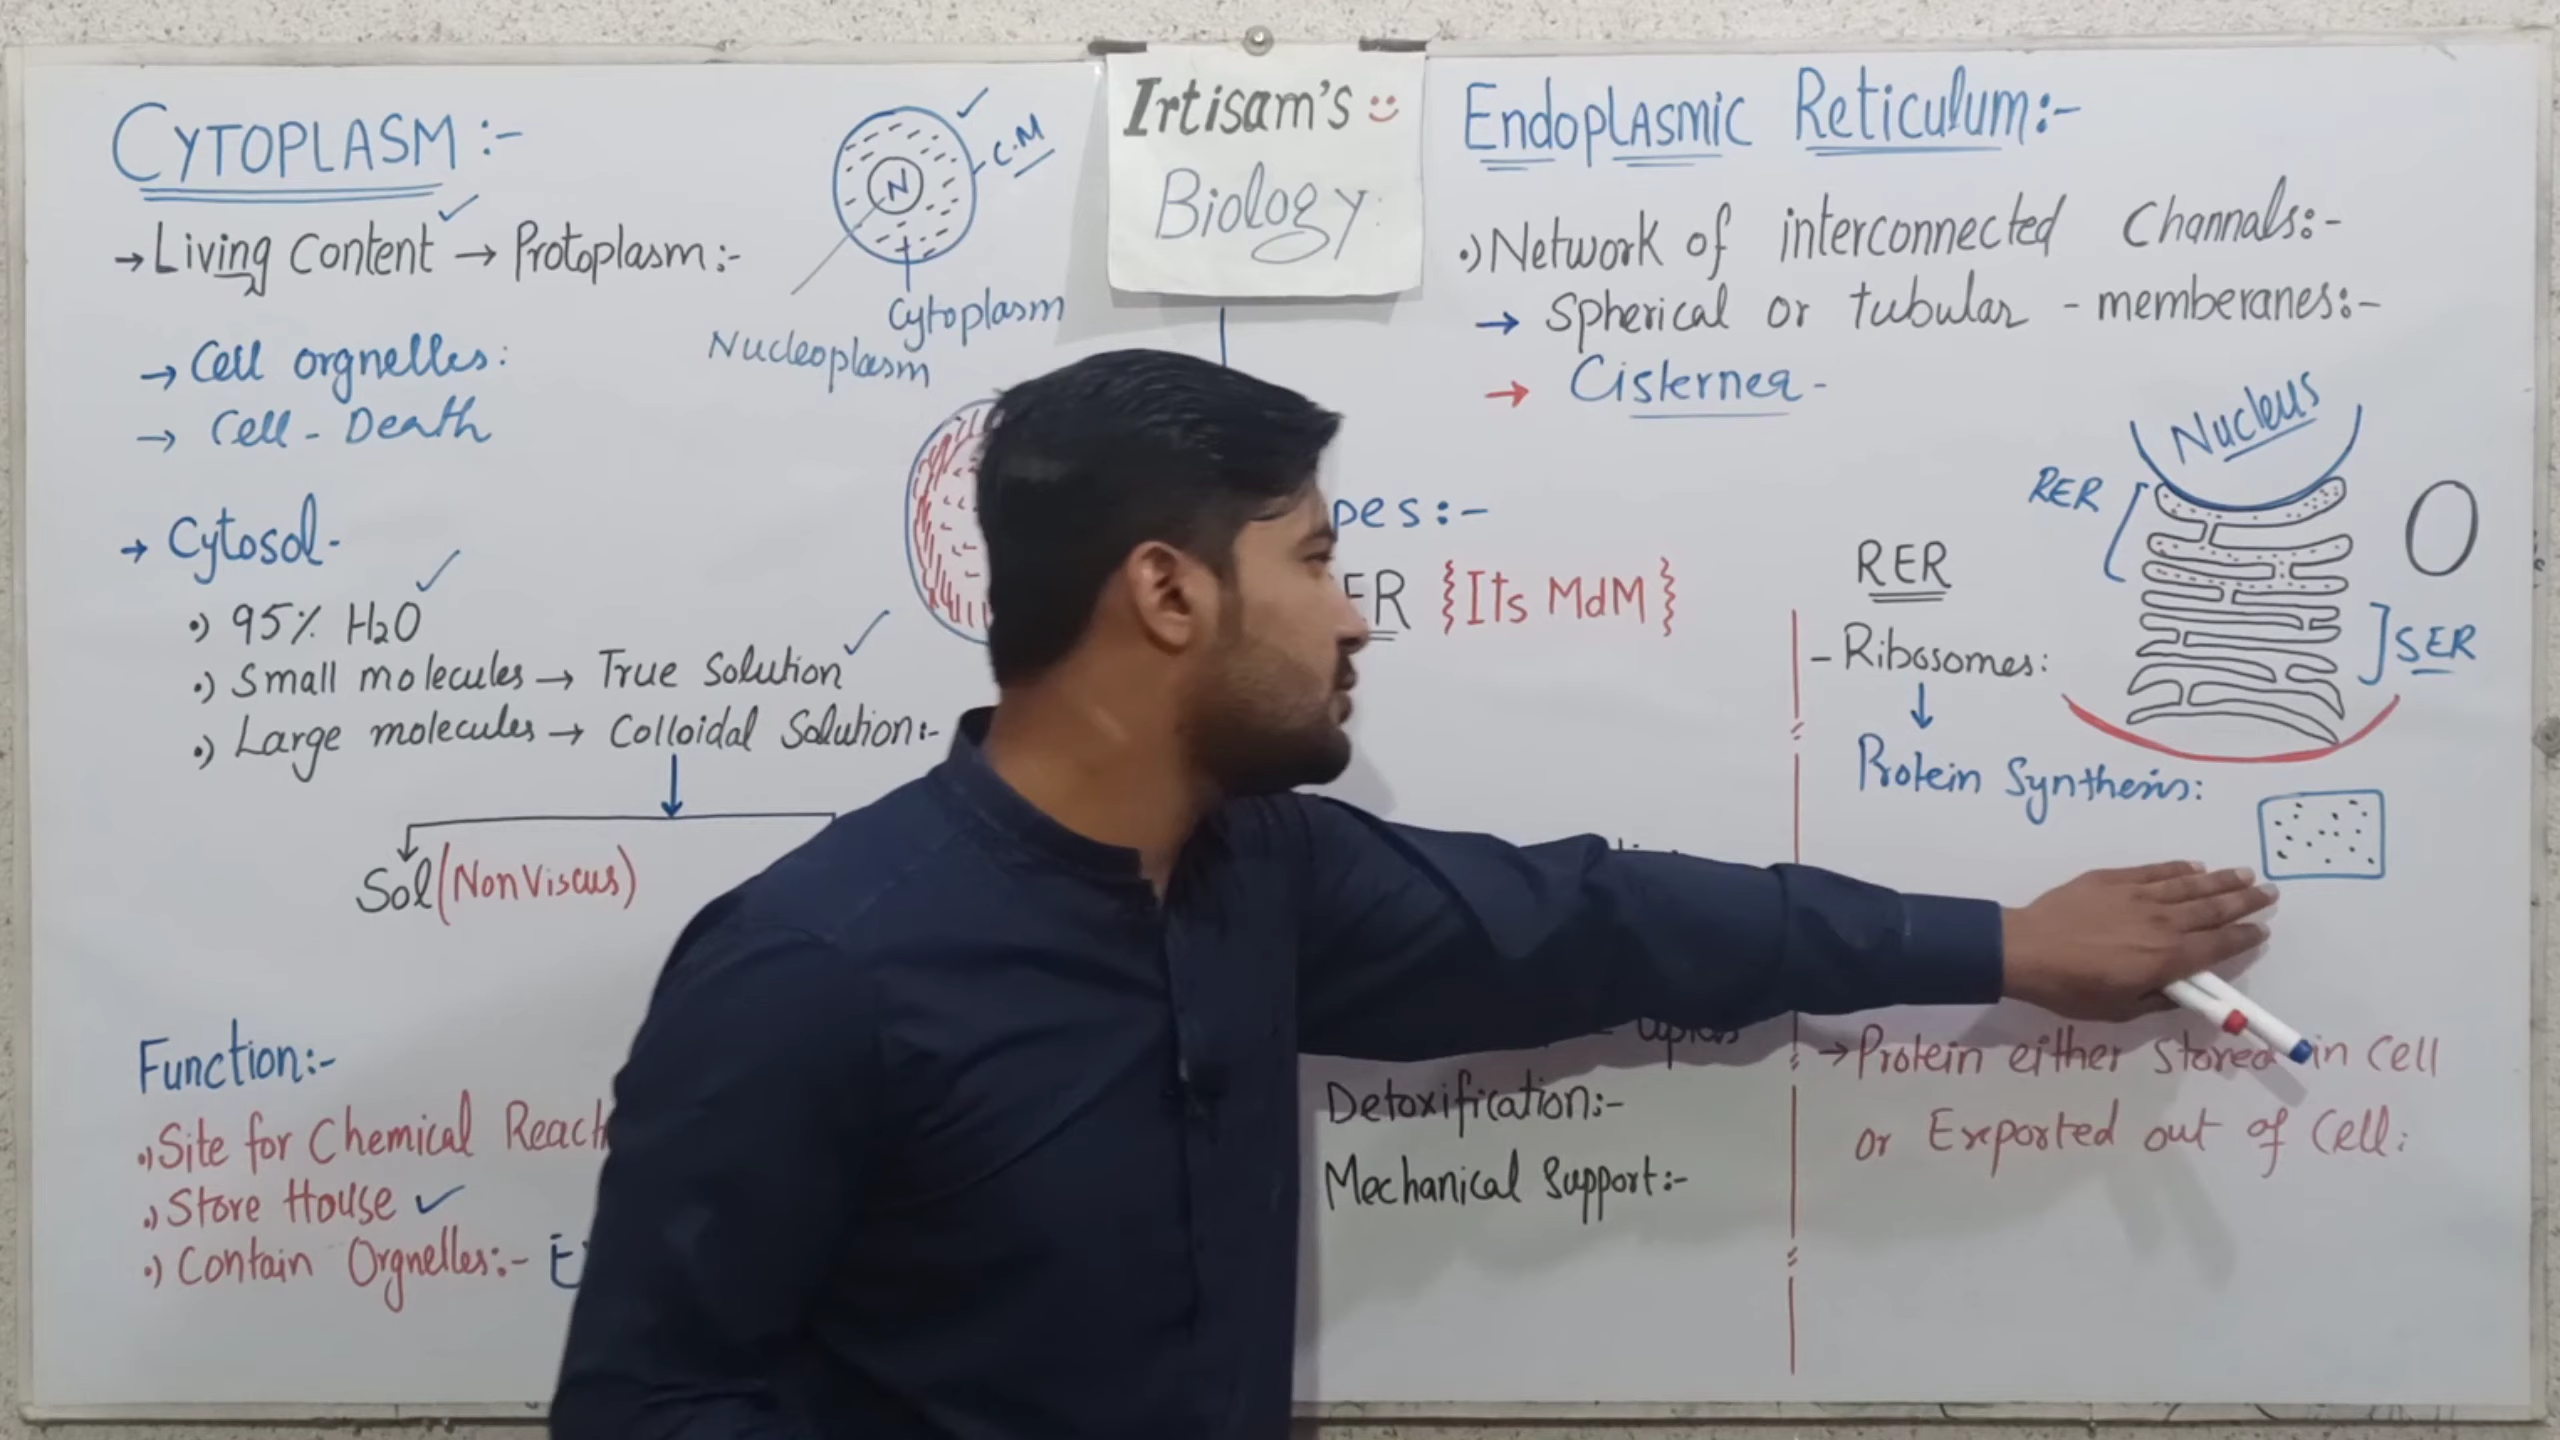 CYTOPLASM:-
→ Living Content → Protoplasm:-
→ Cell orgnelles:
→ Cell - Death
→ Cytosol-
•) 95% H2O
•) Small molecules → True Solution
•) Large molecules → Colloidal Solution:-
Sol (Non Viscus)
Function:-
•) Site for Chemical React
•) Store House
•) Contain Orgnelles:-
N
C.M
Cytoplasm
Nucleoplasm
Irtisam's
Biology
Endoplasmic Reticulum:-
•) Network of interconnected Channals:-
→ Spherical or tubular - memberanes:-
→ Cisternea -
pes:-
ER {Its MdM}
Detoxification:-
Mechanical Support:-
RER
- Ribosomes:
Protein Synthesis:
→ Protein either Stored in Cell
or Exported out of Cell:
Nucleus
RER
SER